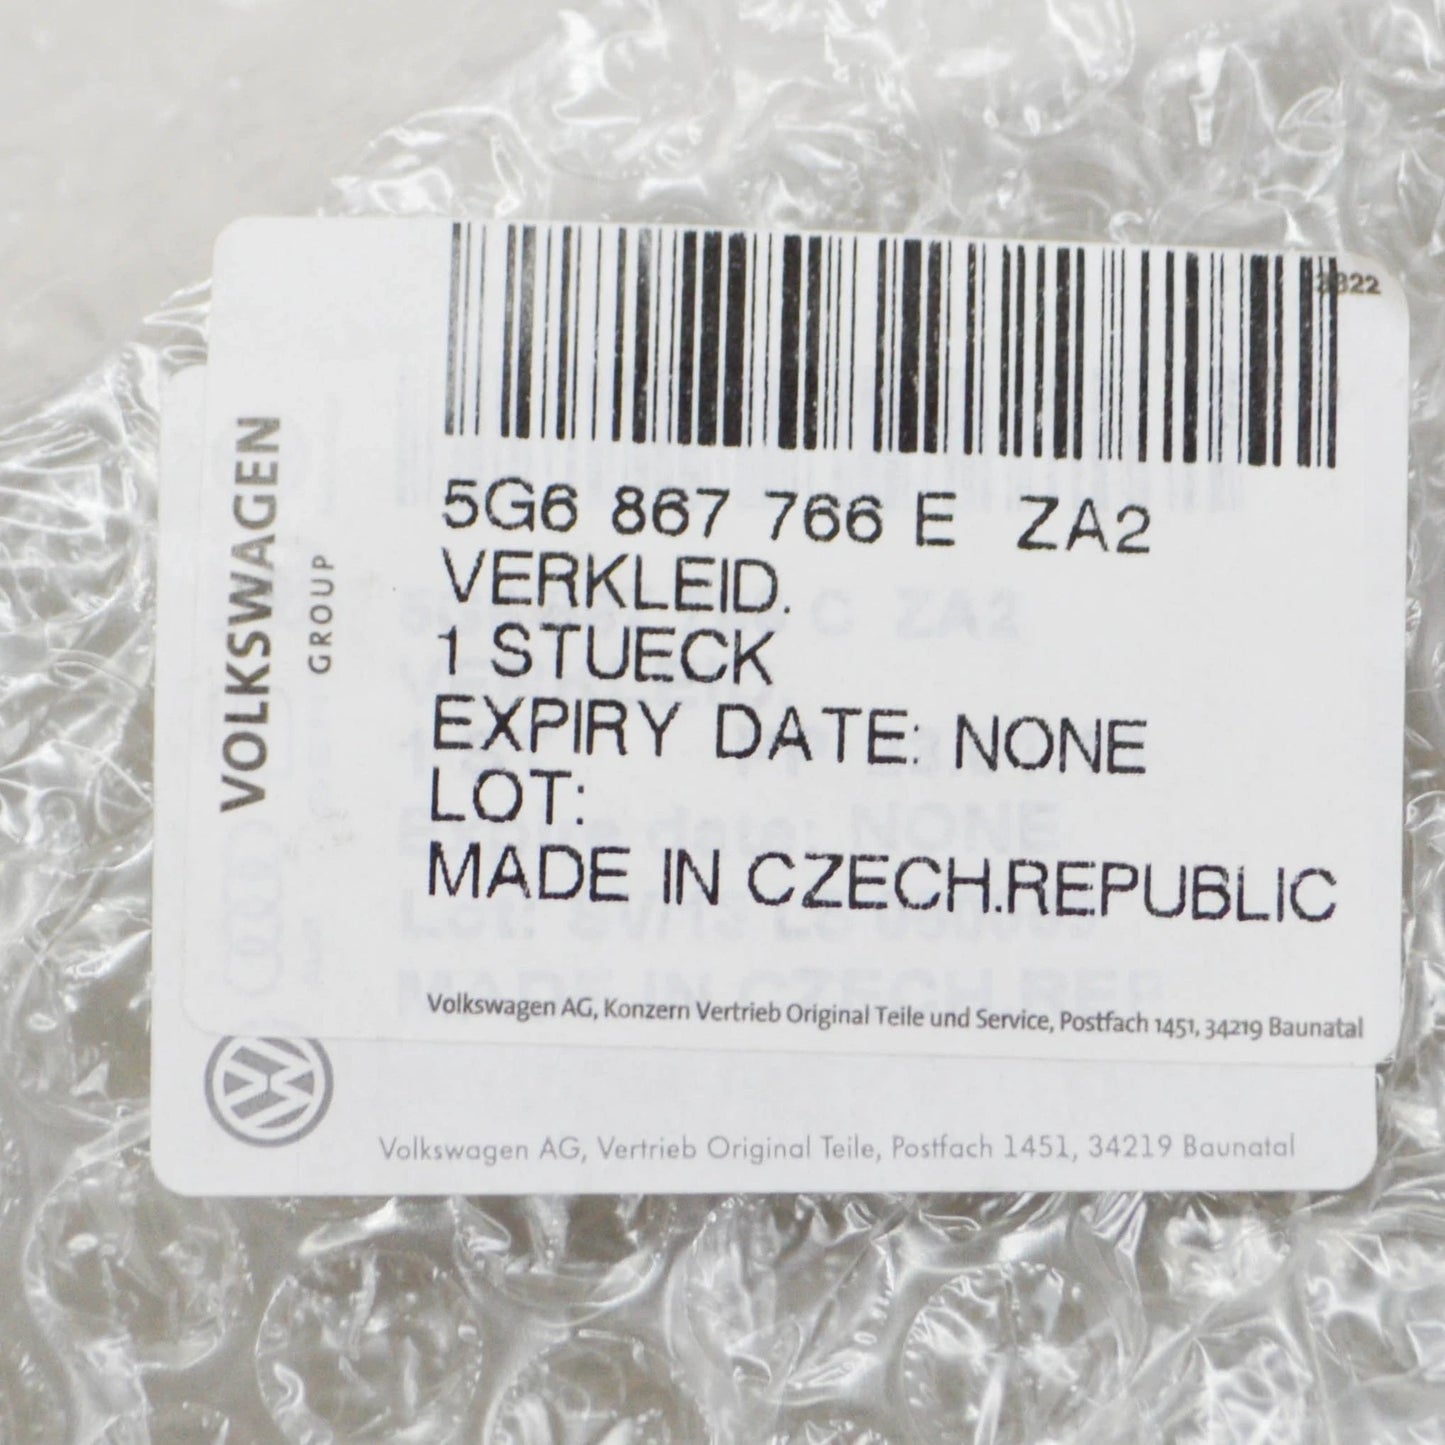 VOLKSWAGEN
GROUP
5G6 867 766 E ZA2
VERKLEID.
1 STUECK
EXPIRY DATE: NONE
LOT:
MADE IN CZECH.REPUBLIC
Volkswagen AG, Konzern Vertrieb Original Teile und Service, Postfach 1451, 34219 Baunatal
Volkswagen AG, Vertrieb Original Teile, Postfach 1451, 34219 Baunatal